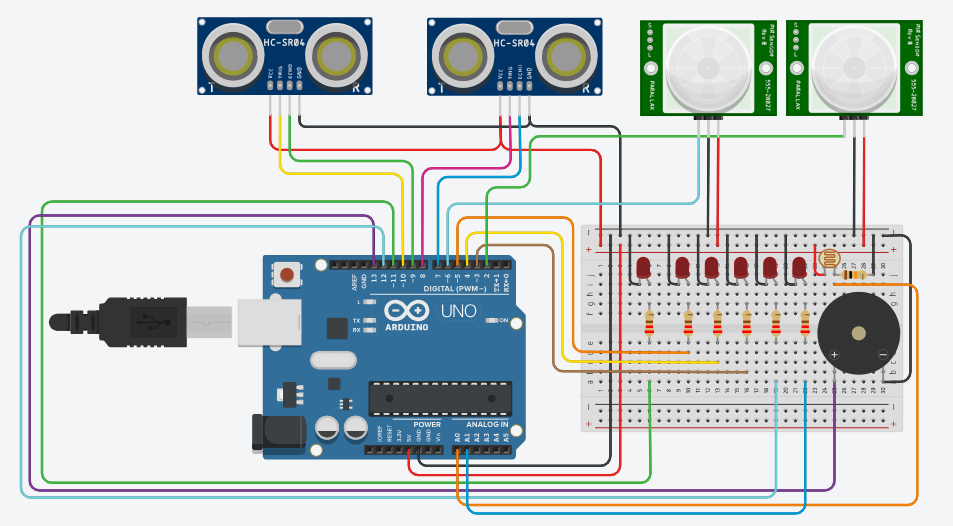 HC-SR04
VCC
TRIG
ECHO
GND
T
R
HC-SR04
VCC
TRIG
ECHO
GND
T
R
PIR Sensor
Rev B
555-28027
PARALLAX
S
L
PIR Sensor
Rev B
555-28027
PARALLAX
S
L
AREF
GND
13
12
~11
~10
~9
8
7
~6
~5
4
~3
2
TX→1
RX←0
DIGITAL (PWM~)
L
TX
RX
ARDUINO
UNO
ON
POWER
ANALOG IN
IOREF
RESET
3.3V
5V
GND
GND
Vin
A0
A1
A2
A3
A4
A5